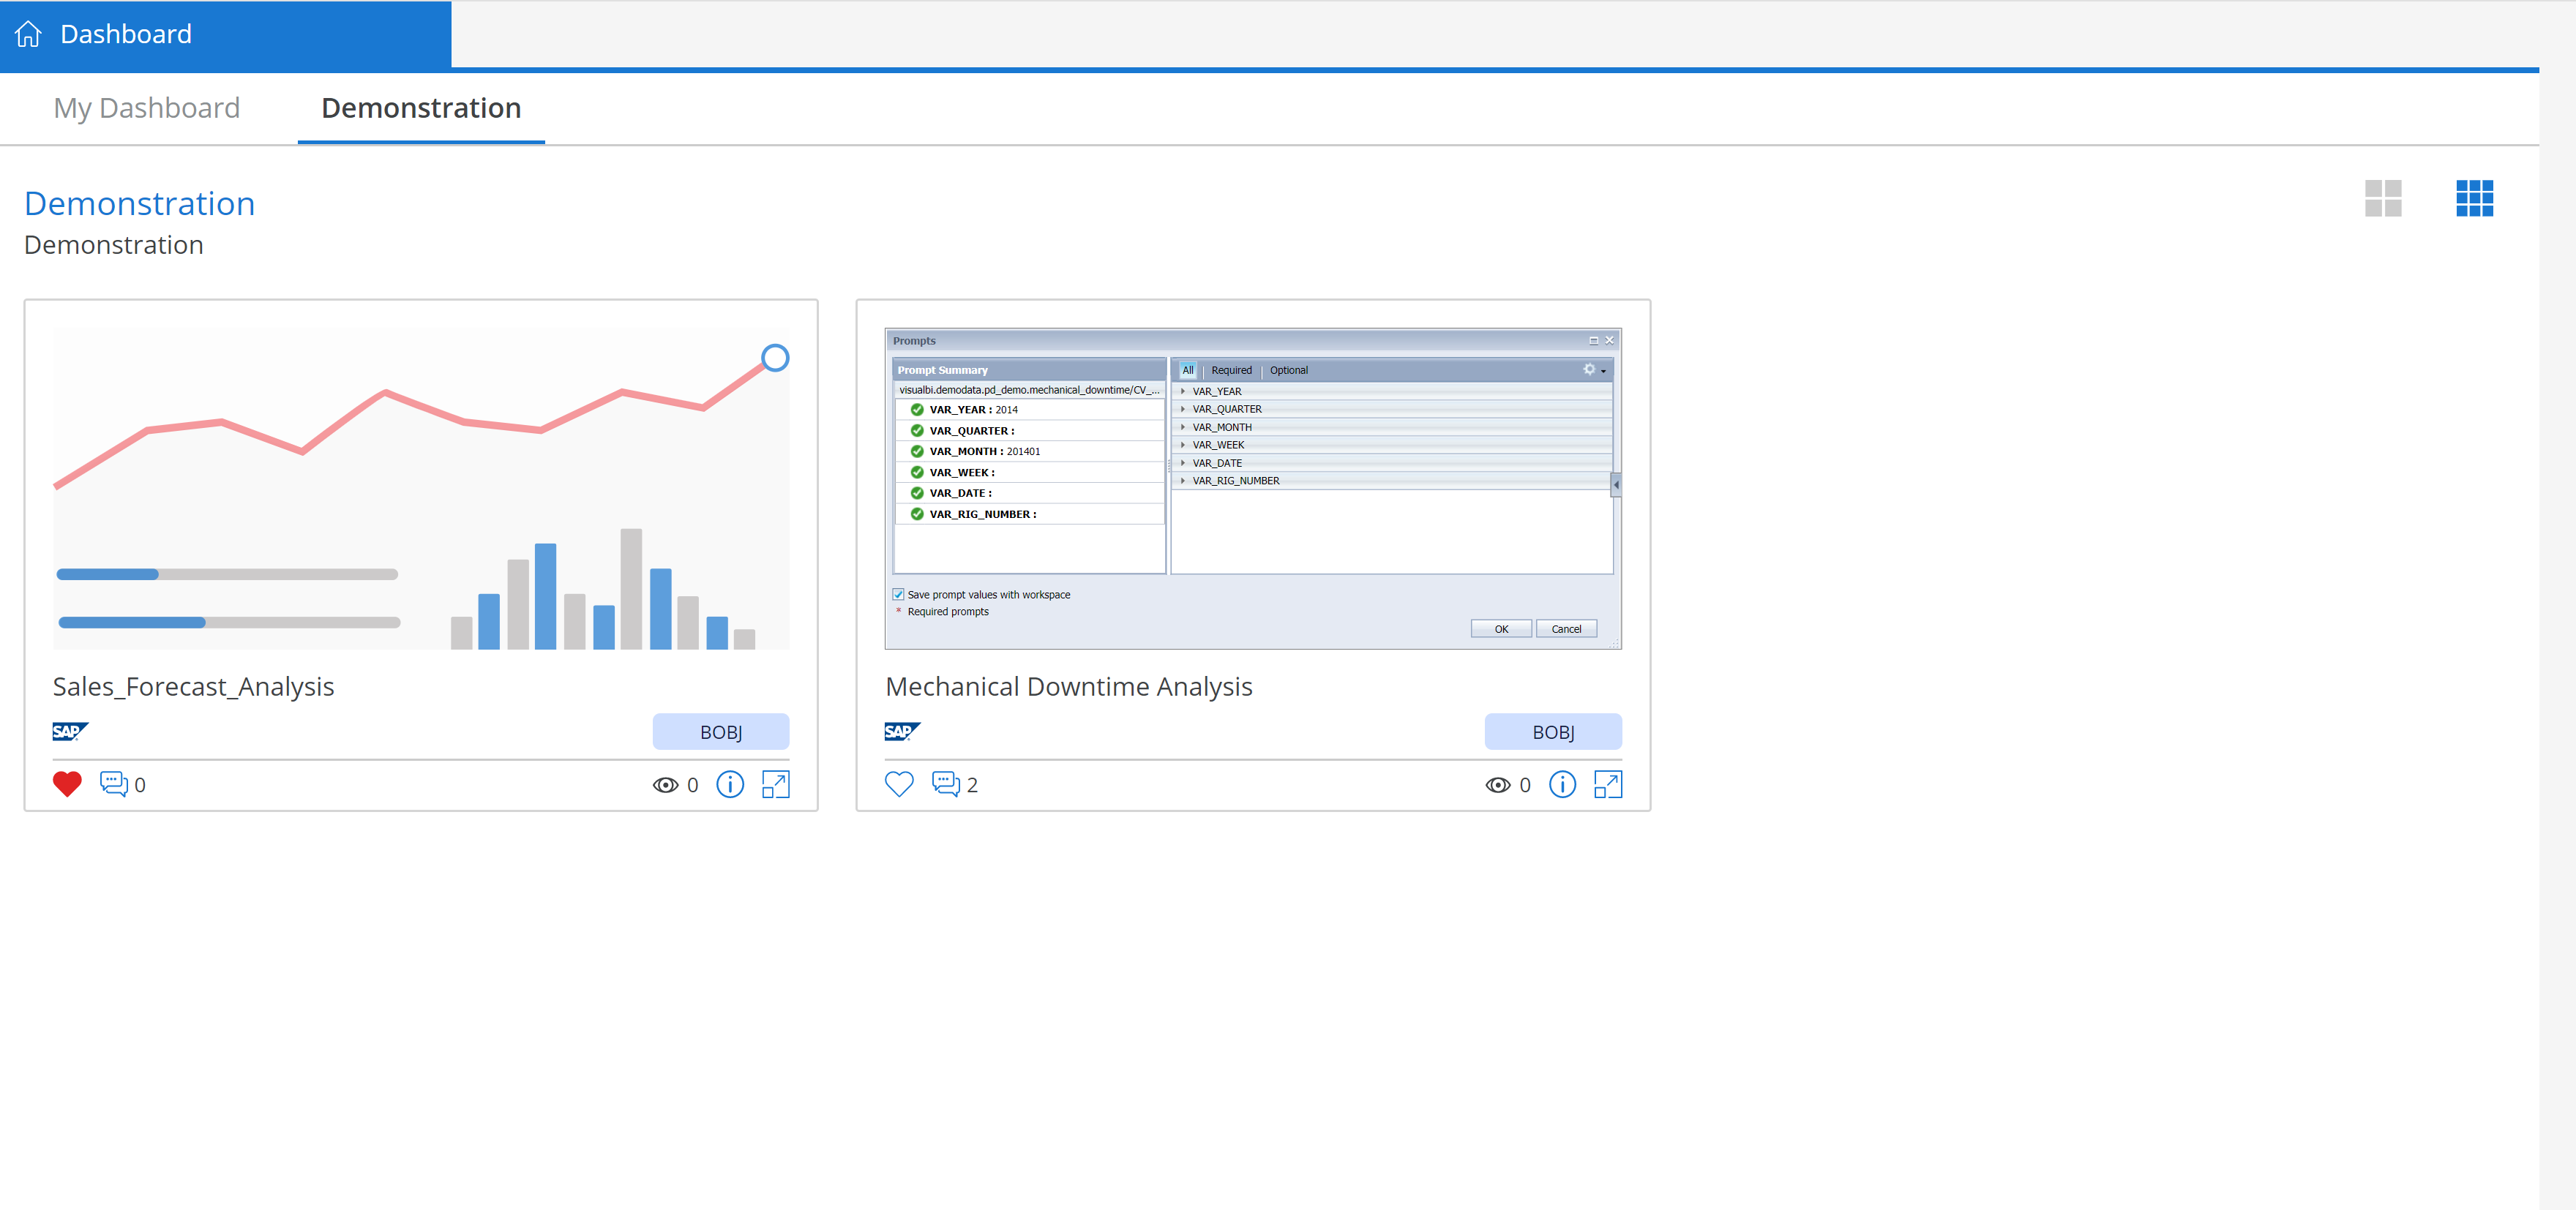 Dashboard
My Dashboard Demonstration
Demonstration
Demonstration
Prompts
Prompt Summary
visualbi.demodata.pd_demo.mechanical_downtime/CV_...
VAR_YEAR : 2014
VAR_QUARTER :
VAR_MONTH : 201401
VAR_WEEK :
VAR_DATE :
VAR_RIG_NUMBER :
All Required Optional
VAR_YEAR
VAR_QUARTER
VAR_MONTH
VAR_WEEK
VAR_DATE
VAR_RIG_NUMBER
Save prompt values with workspace
* Required prompts
OK Cancel
Sales_Forecast_Analysis
SAP BOBJ
0 0
Mechanical Downtime Analysis
SAP BOBJ
2 0